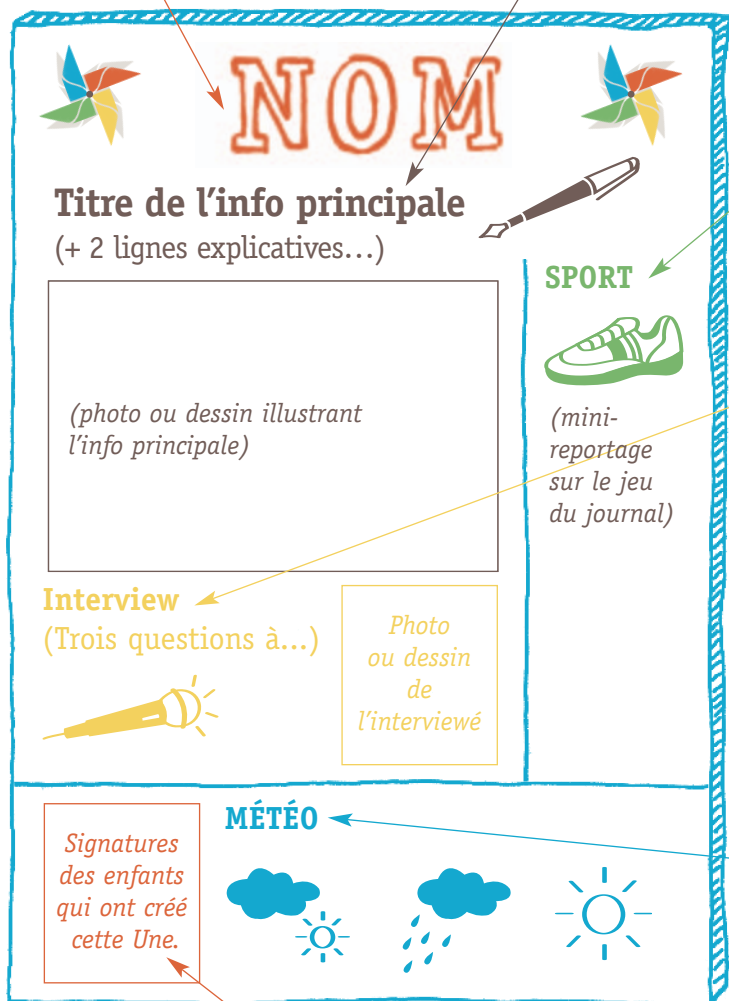 NOM
Titre de l'info principale
(+ 2 lignes explicatives...)
(photo ou dessin illustrant
l'info principale)
SPORT
(mini-
reportage
sur le jeu
du journal)
Interview
(Trois questions à...)
Photo
ou dessin
de
l'interviewé
Signatures
des enfants
qui ont créé
cette Une.
MÉTÉO